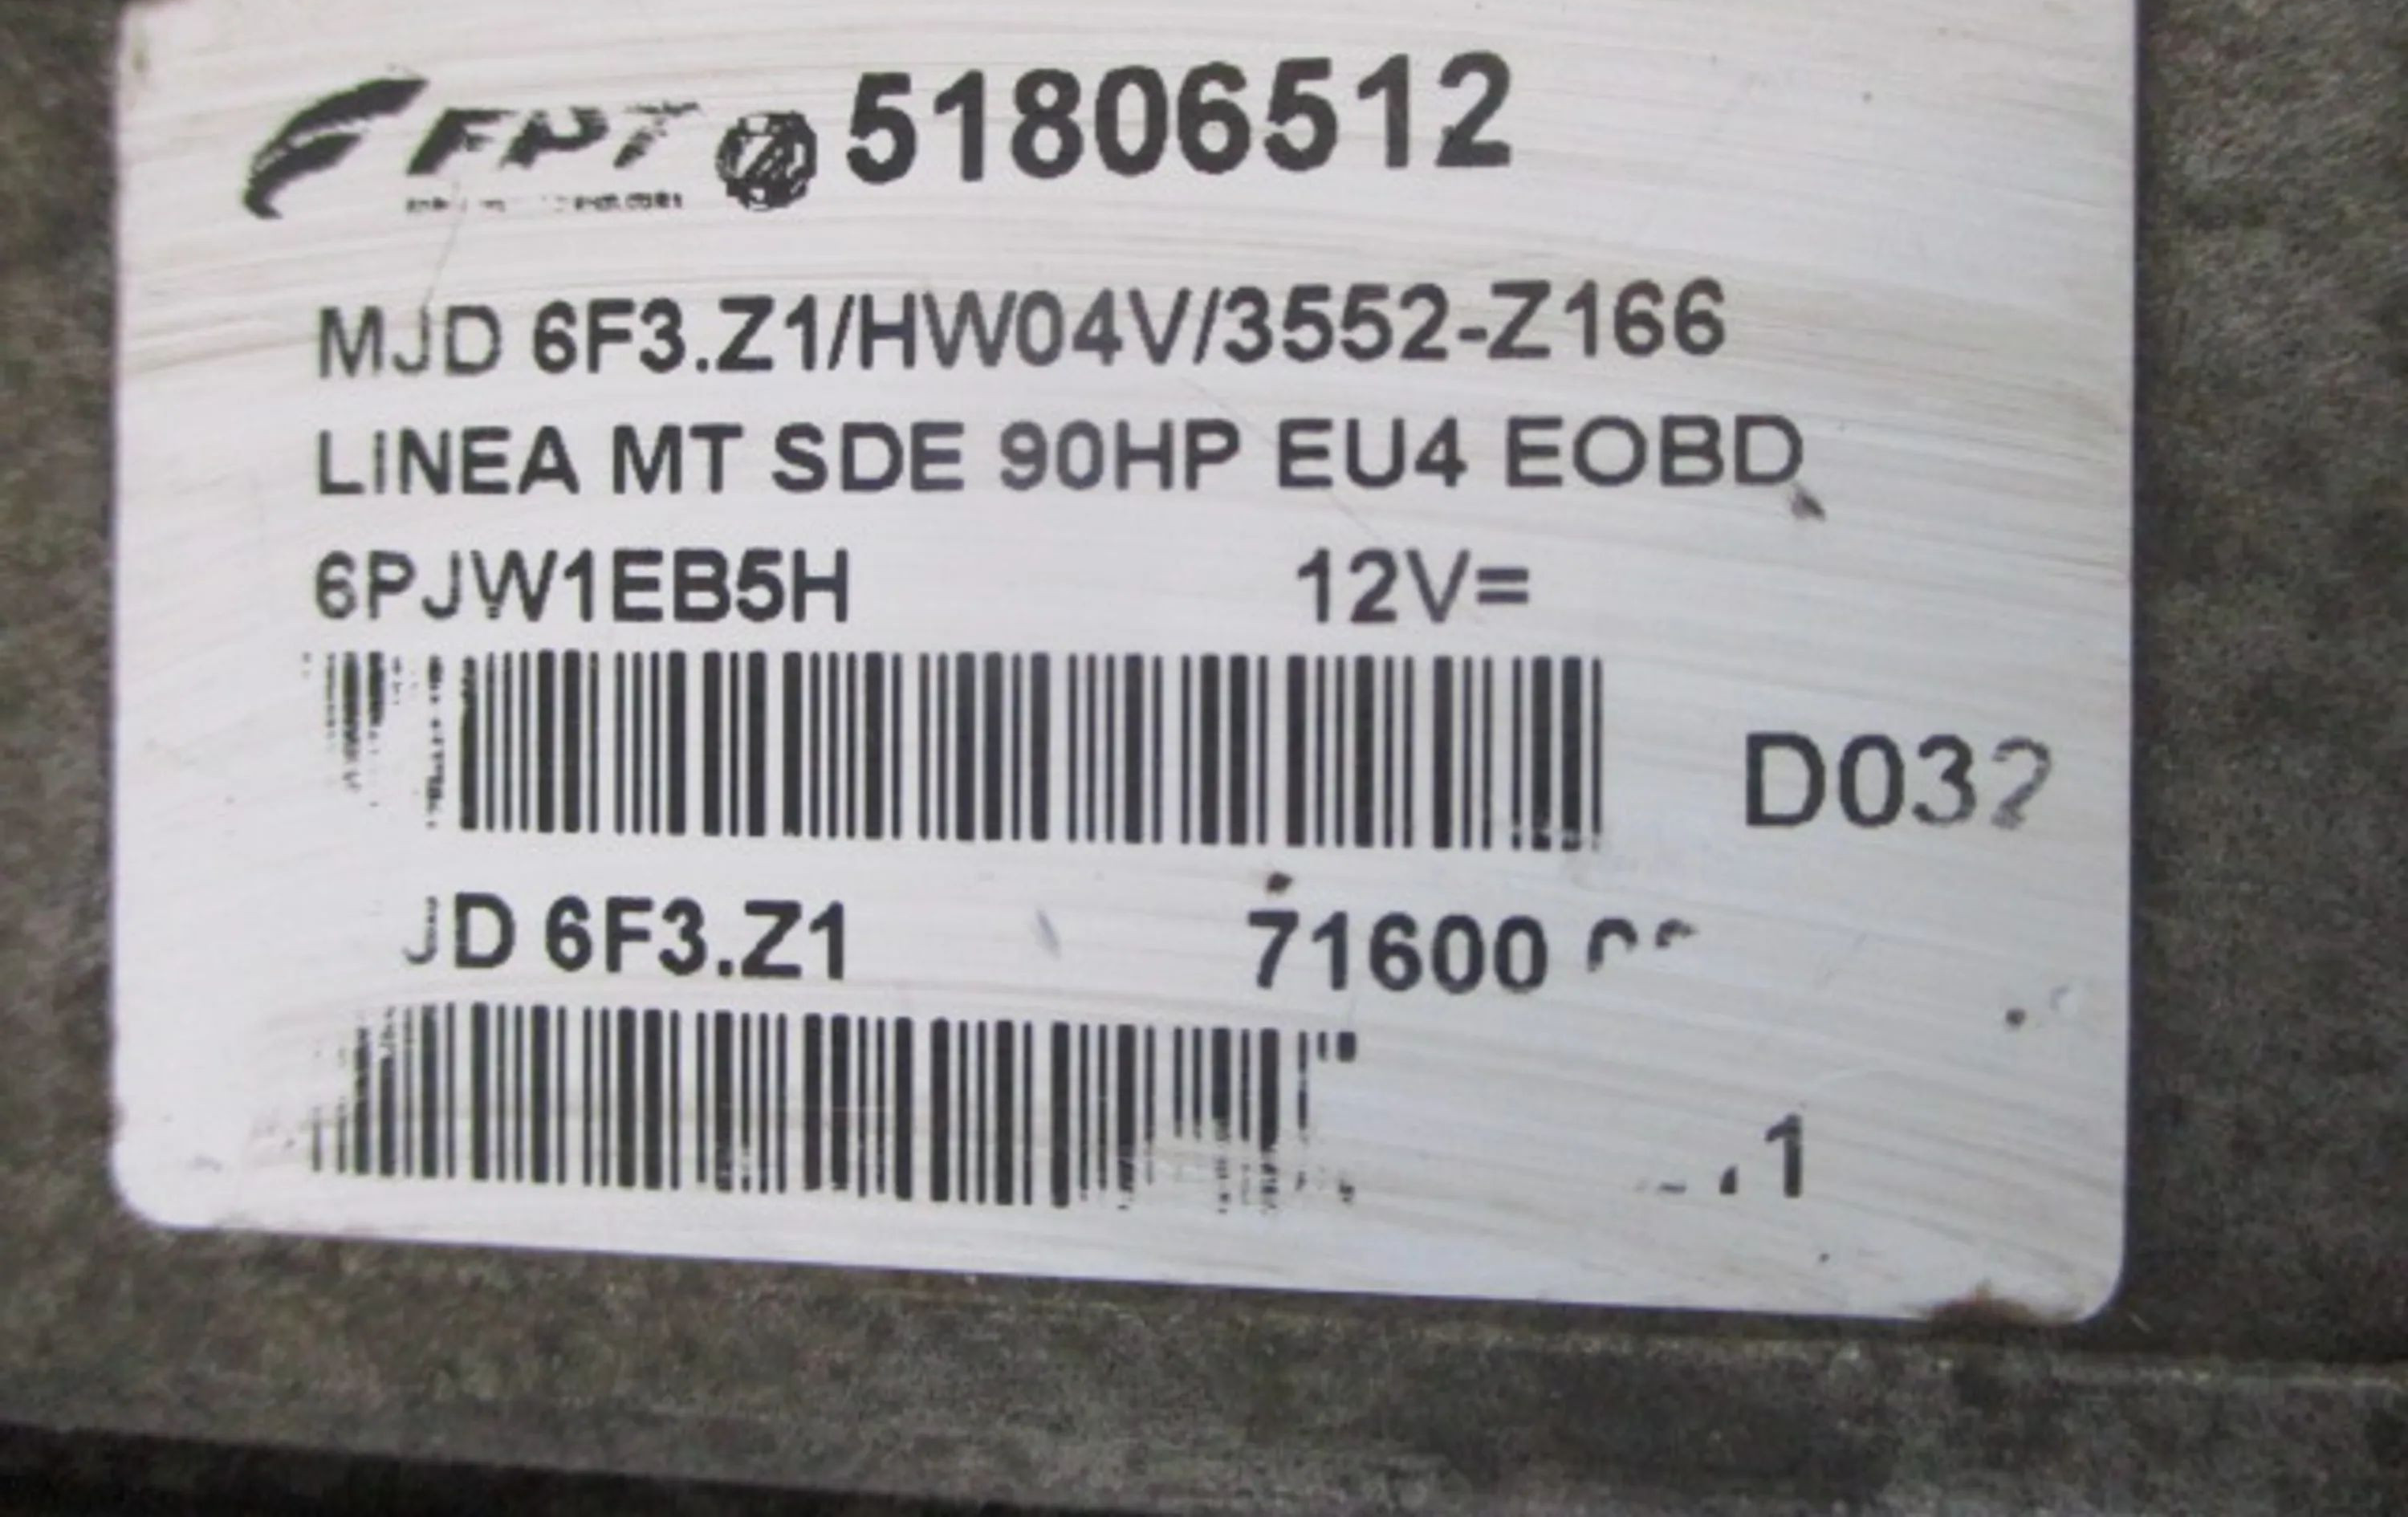 FPT 51806512
MJD 6F3.Z1/HW04V/3552-Z166
LINEA MT SDE 90HP EU4 EOBD
6PJW1EB5H 12V=
D032
JD 6F3.Z1 71600
.1